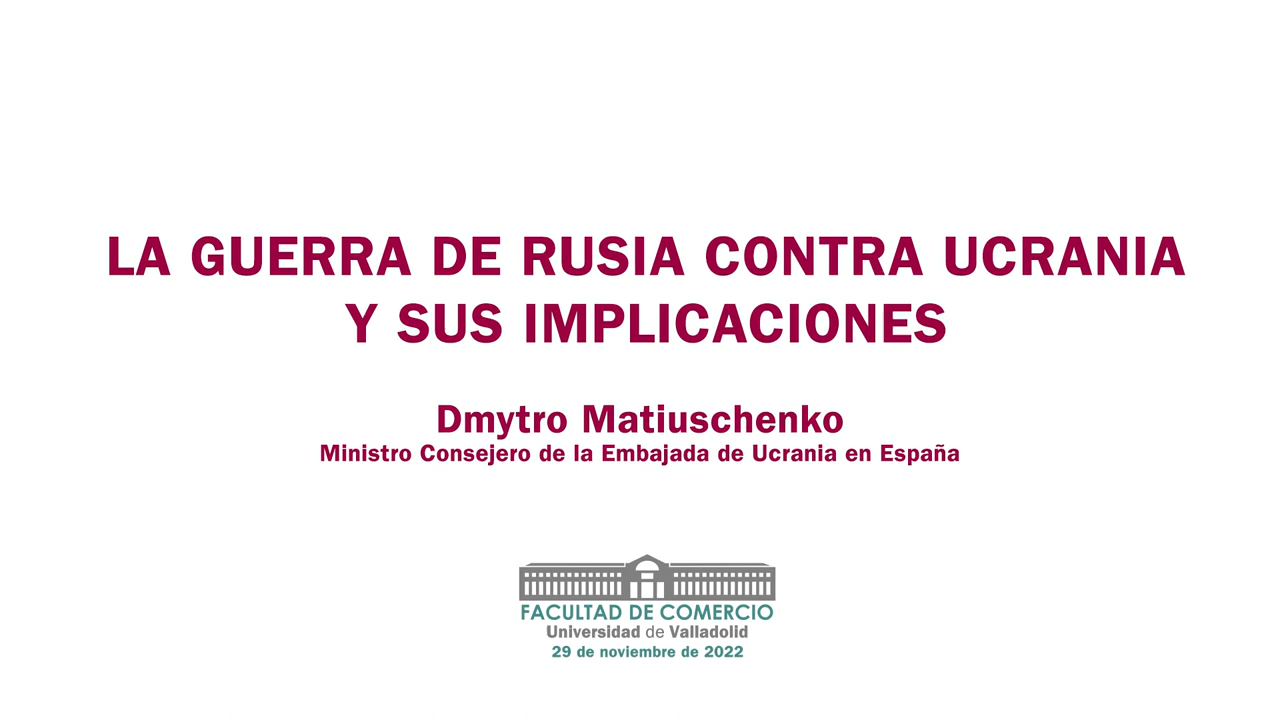 LA GUERRA DE RUSIA CONTRA UCRANIA
Y SUS IMPLICACIONES
Dmytro Matiuschenko
Ministro Consejero de la Embajada de Ucrania en España
FACULTAD DE COMERCIO
Universidad de Valladolid
29 de noviembre de 2022